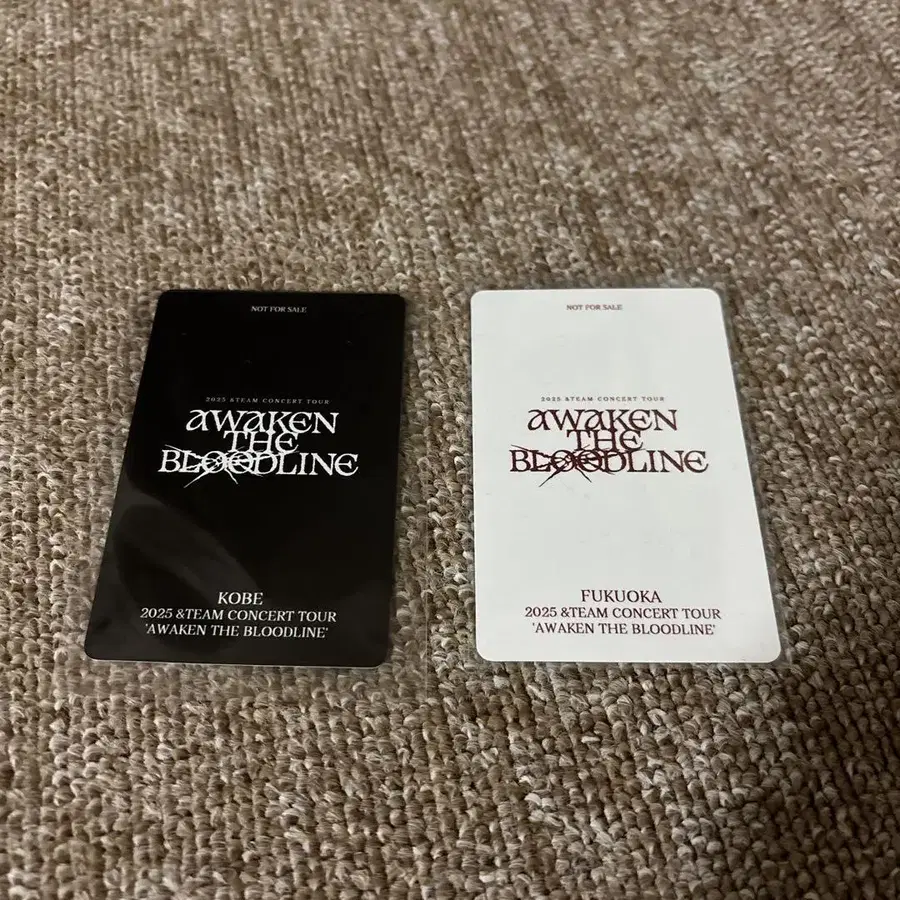 NOT FOR SALE
2025 &TEAM CONCERT TOUR
AWAKEN
THE
BLOODLINE
KOBE
2025 &TEAM CONCERT TOUR
'AWAKEN THE BLOODLINE'
NOT FOR SALE
2025 &TEAM CONCERT TOUR
AWAKEN
THE
BLOODLINE
FUKUOKA
2025 &TEAM CONCERT TOUR
'AWAKEN THE BLOODLINE'